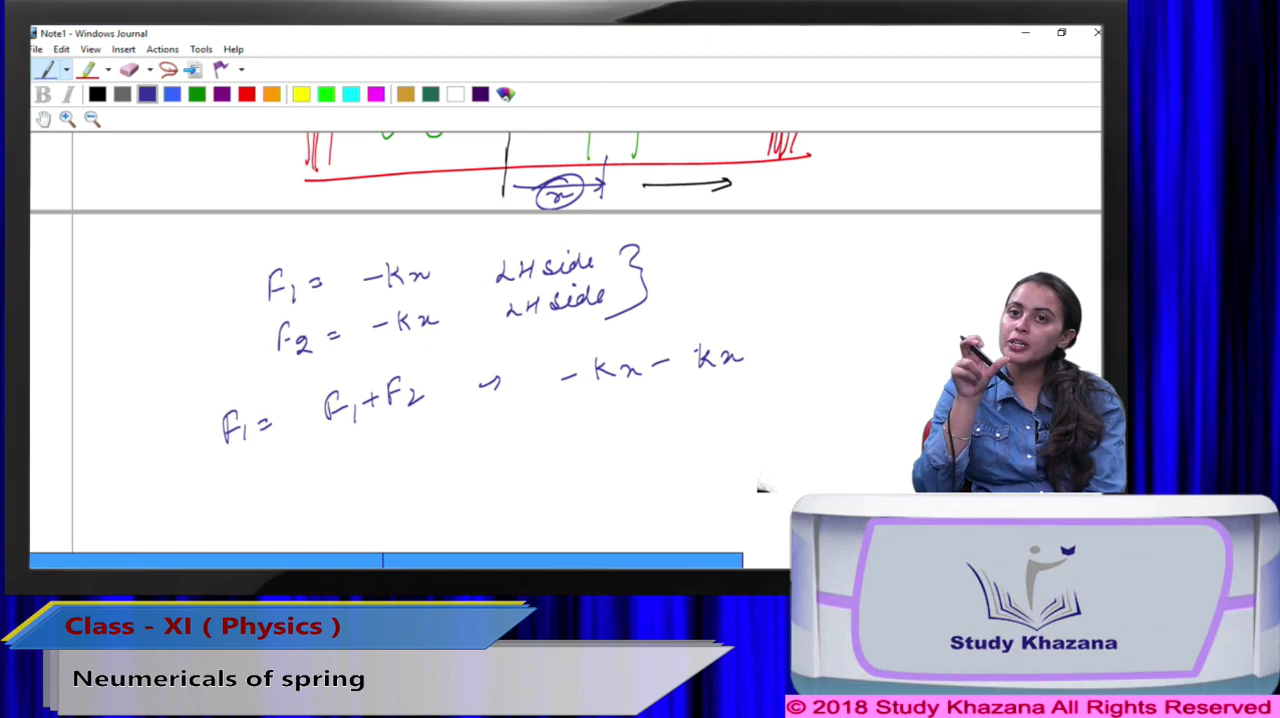 Note1 - Windows Journal
File Edit View Insert Actions Tools Help
B I
x
F1 = -Kx LH side
F2 = -Kx LH side
F1 = F1+F2 → -Kx - Kx
Study Khazana
Class - XI ( Physics )
Neumericals of spring
© 2018 Study Khazana All Rights Reserved